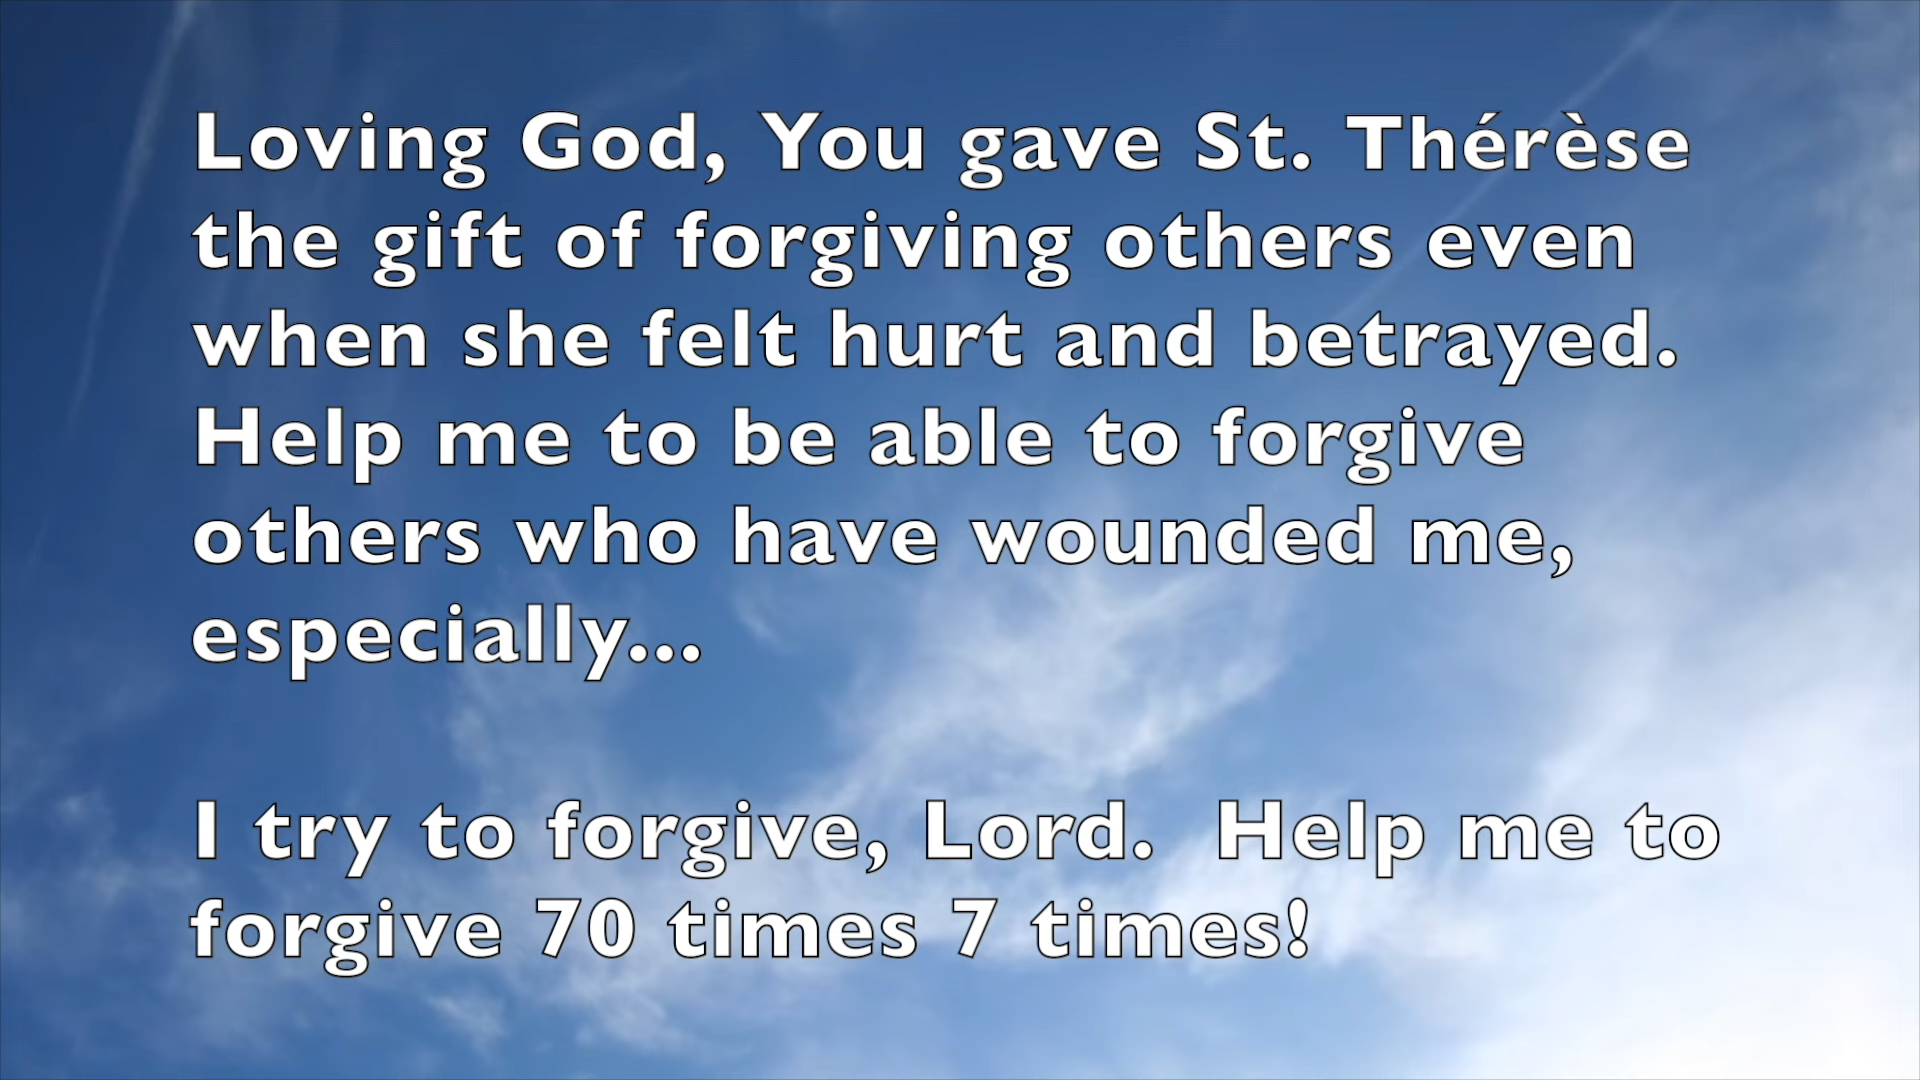 Loving God, You gave St. Thérèse
the gift of forgiving others even
when she felt hurt and betrayed.
Help me to be able to forgive
others who have wounded me,
especially...
I try to forgive, Lord.  Help me to
forgive 70 times 7 times!